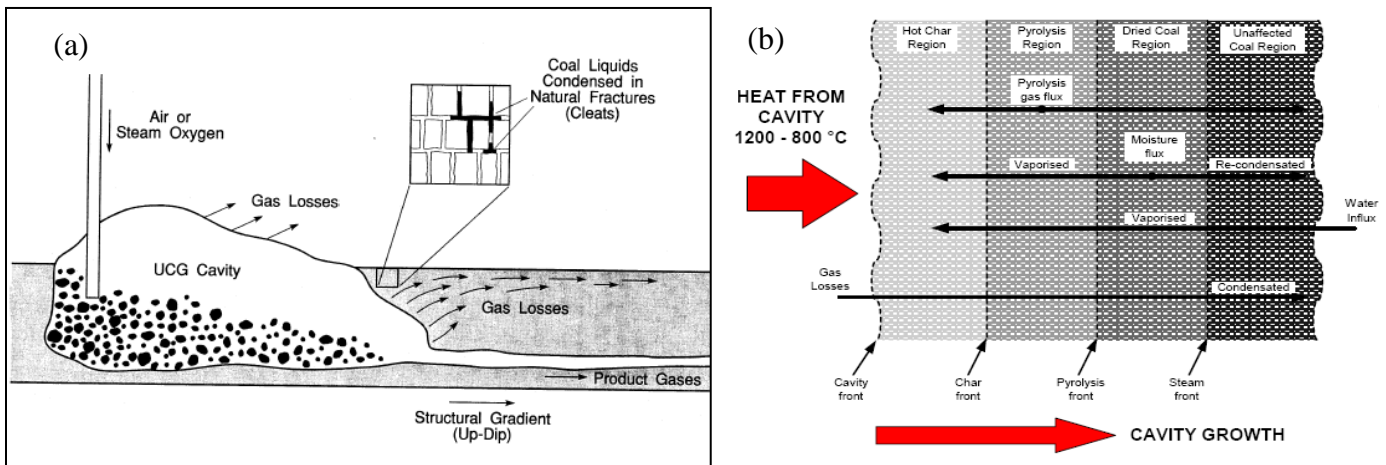 (a)
Air or
Steam Oxygen
Coal Liquids
Condensed in
Natural Fractures
(Cleats)
Gas Losses
UCG Cavity
Gas Losses
Product Gases
Structural Gradient
(Up-Dip)
(b)
Hot Char
Region
Pyrolysis
Region
Dried Coal
Region
Unaffected
Coal Region
HEAT FROM
CAVITY
1200 - 800 °C
Pyrolysis
gas flux
Moisture
flux
Vaporised
Re-condensated
Water
Influx
Vaporised
Gas
Losses
Condensated
Cavity
front
Char
front
Pyrolysis
front
Steam
front
CAVITY GROWTH